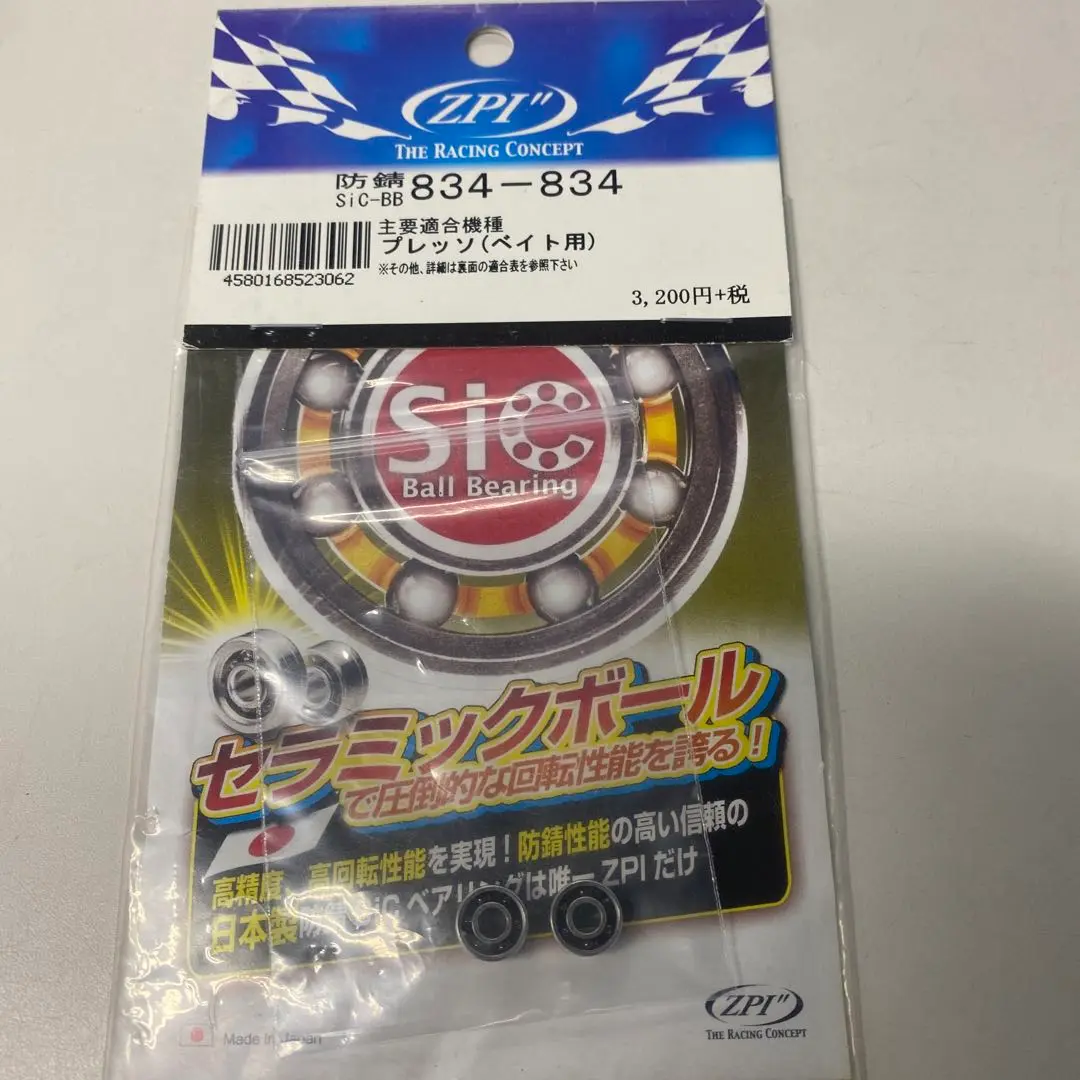 ZPI"
THE RACING CONCEPT
防錆 SiC-BB 834-834
主要適合機種
プレッソ(ベイト用)
※その他、詳細は裏面の適合表を参照下さい
4580168523062
3,200円+税
SiC
Ball Bearing
セラミックボール
で圧倒的な回転性能を誇る!
高精度、高回転性能を実現!防錆性能の高い信頼の
日本製防錆SiCベアリングは唯一ZPIだけ
ZPI"
THE RACING CONCEPT
Made in Japan